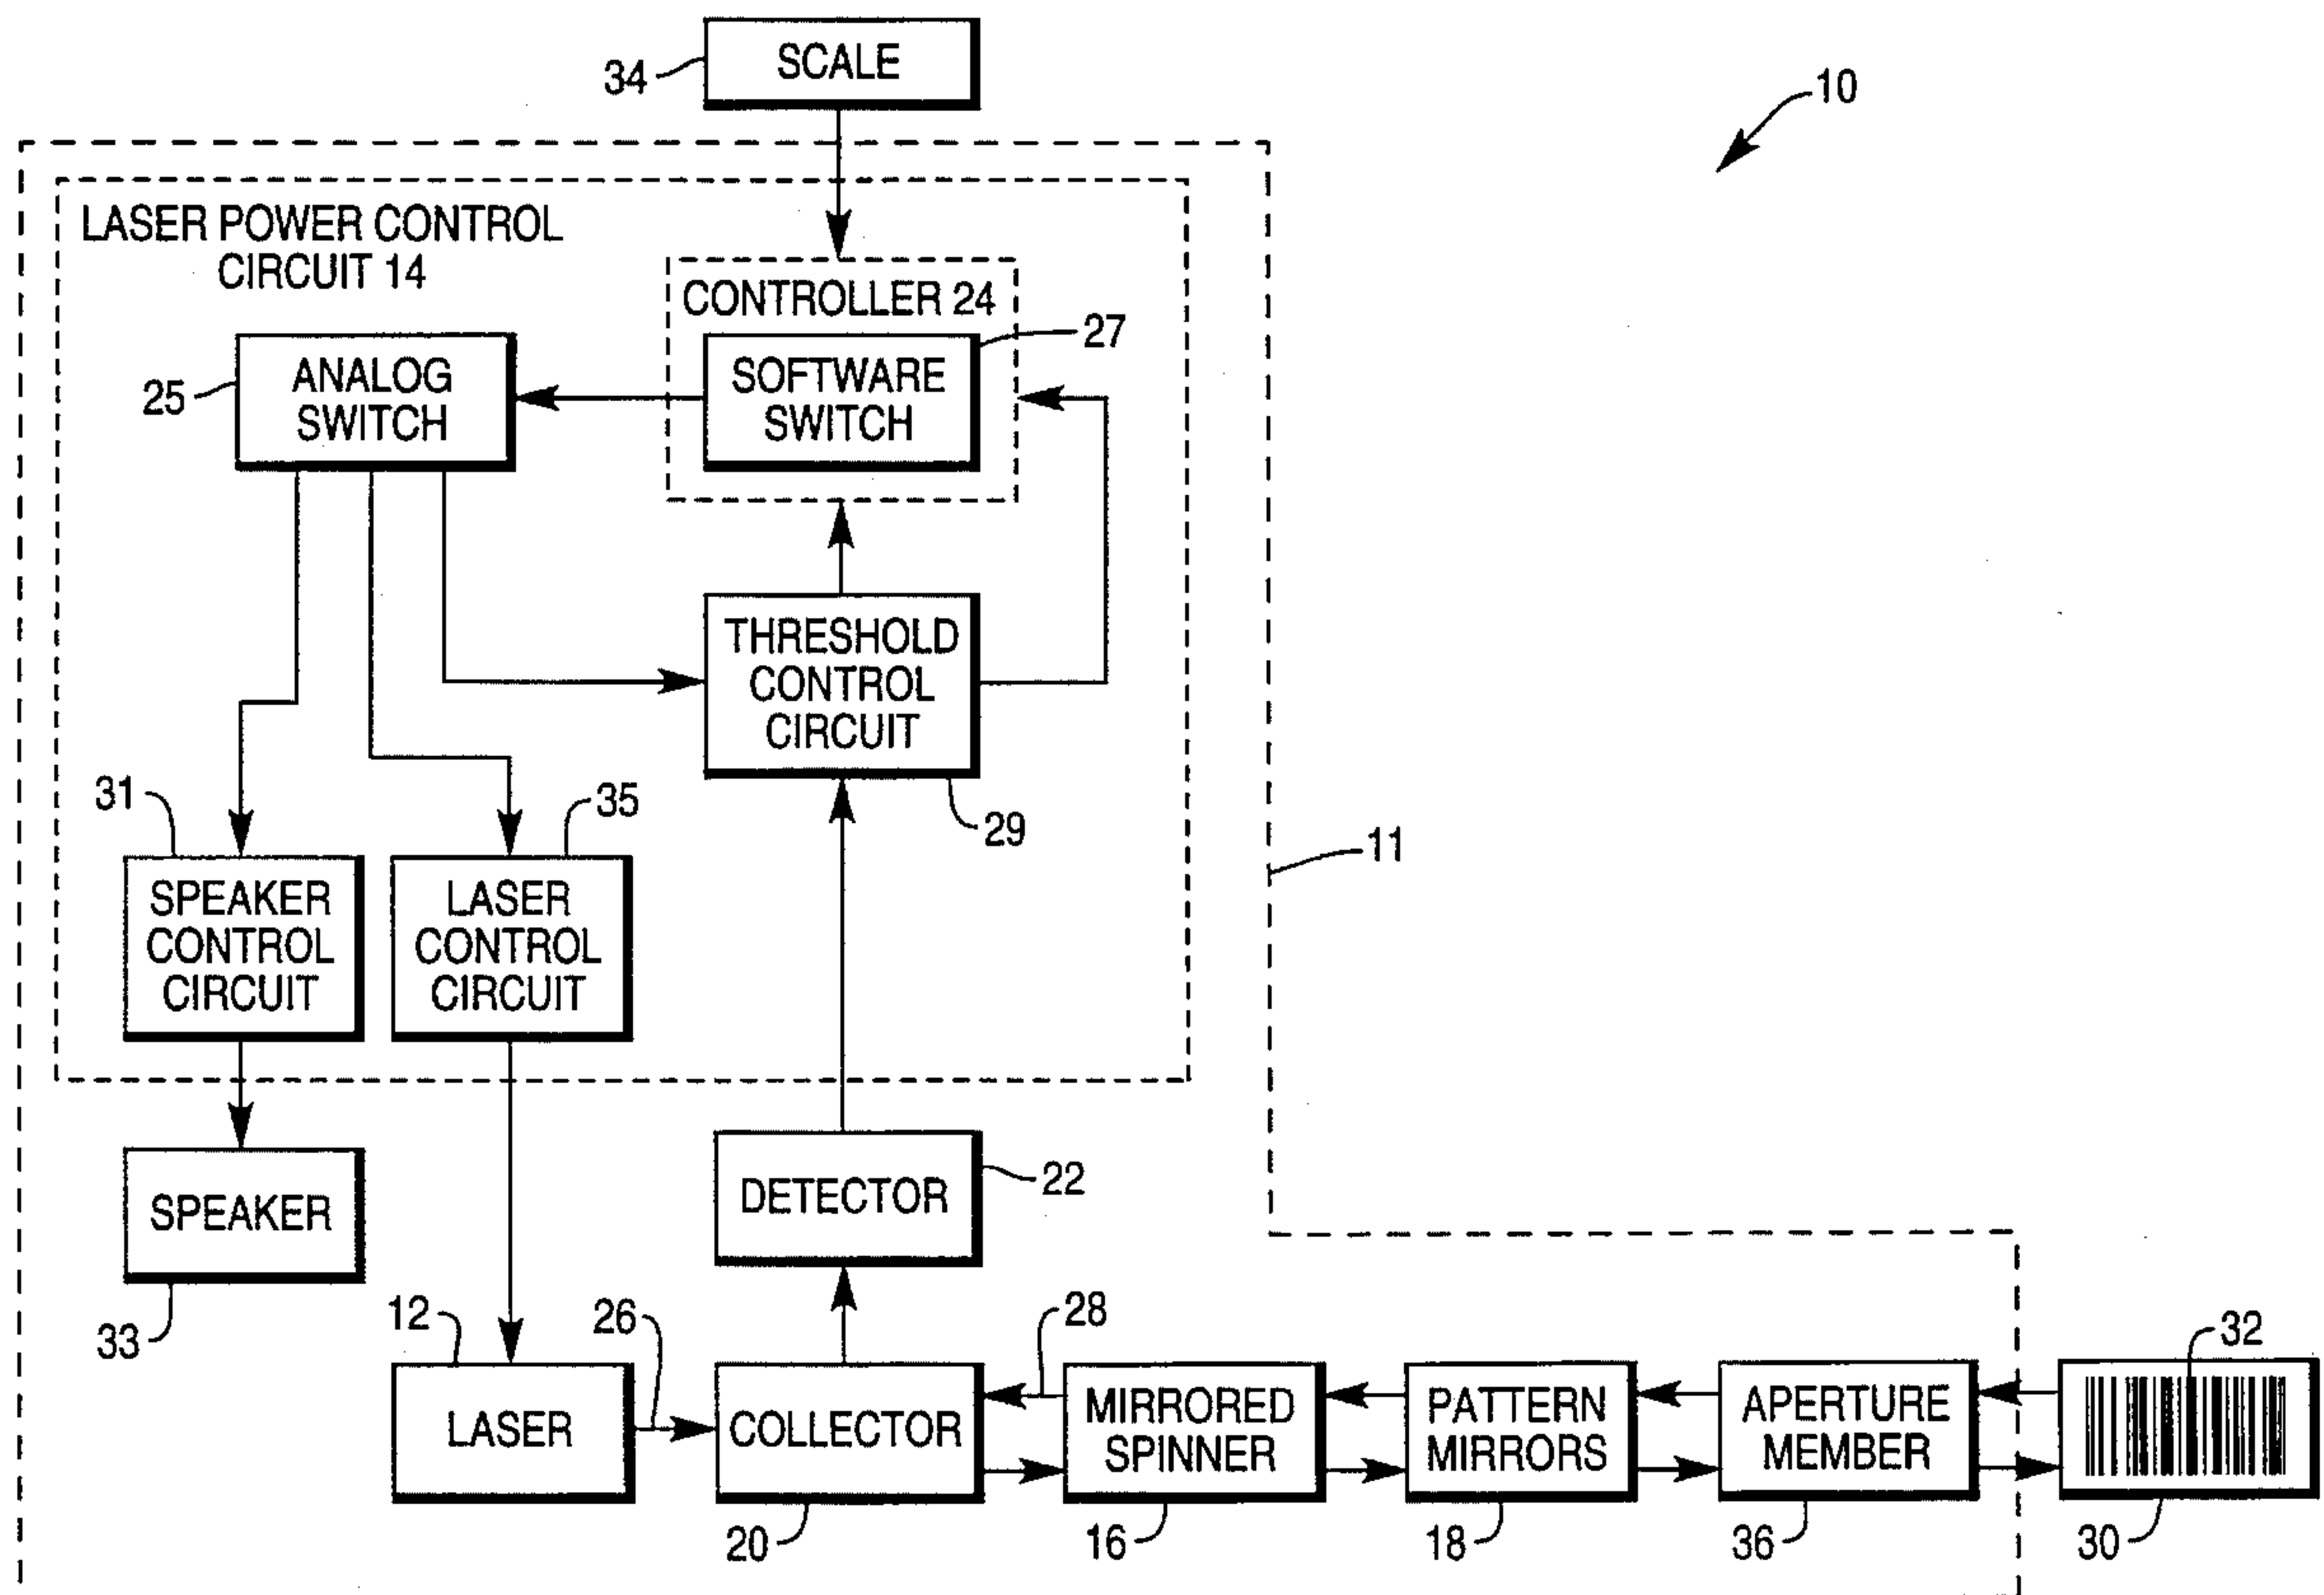 SCALE
34
10
LASER POWER CONTROL
CIRCUIT 14
CONTROLLER 24
27
ANALOG
SWITCH
25
SOFTWARE
SWITCH
THRESHOLD
CONTROL
CIRCUIT
29
31
35
11
SPEAKER
CONTROL
CIRCUIT
LASER
CONTROL
CIRCUIT
DETECTOR
22
SPEAKER
33
12
26
28
32
LASER
COLLECTOR
MIRRORED
SPINNER
PATTERN
MIRRORS
APERTURE
MEMBER
20
16
18
36
30